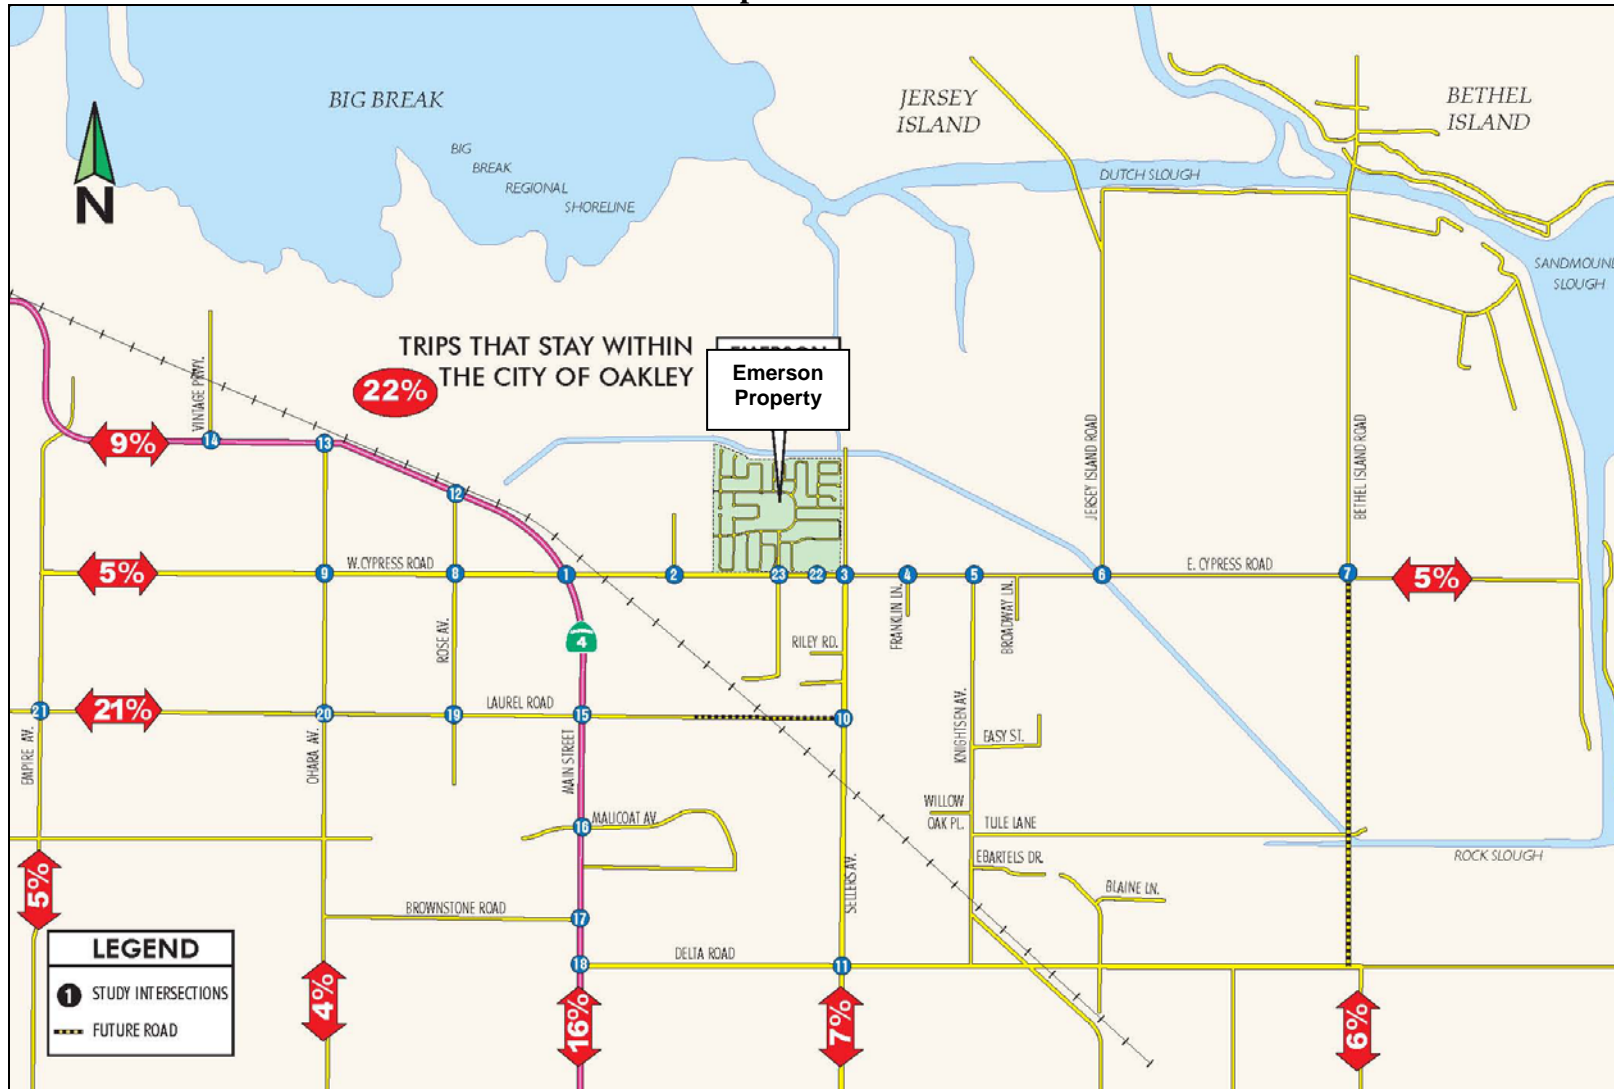 BIG BREAK
BIG
BREAK
REGIONAL
SHORELINE
JERSEY
ISLAND
BETHEL
ISLAND
DUTCH SLOUGH
SANDMOUND
SLOUGH
N
TRIPS THAT STAY WITHIN
THE CITY OF OAKLEY
22%
Emerson
Property
VINTAGE PKWY.
9%
14
13
12
JERSEY ISLAND ROAD
BETHEL ISLAND ROAD
5%
W. CYPRESS ROAD
E. CYPRESS ROAD
9
8
1
2
23
22
3
4
5
6
7
5%
ROSE AV.
4
RILEY RD.
FRANKLIN LN.
BROADWAY LN.
21
21%
LAUREL ROAD
20
19
15
10
EMPIRE AV.
OHARA AV.
MAIN STREET
KNIGHTSEN AV.
EASY ST.
WILLOW
OAK PL.
TULE LANE
16
MALICOAT AV.
EBARTELS DR.
ROCK SLOUGH
BLAINE LN.
SELLERS AV.
5%
BROWNSTONE ROAD
17
DELTA ROAD
18
11
4%
16%
7%
6%
LEGEND
1 STUDY INTERSECTIONS
FUTURE ROAD